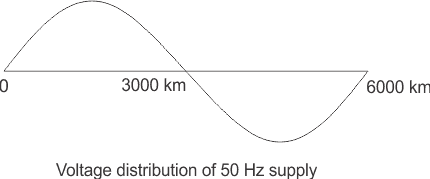 0
3000 km
6000 km
Voltage distribution of 50 Hz supply